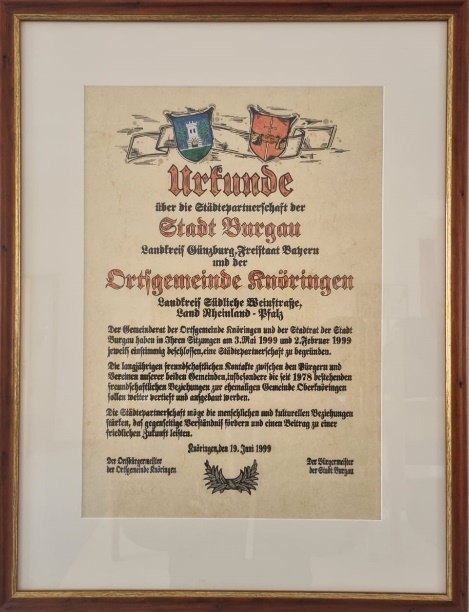 Urkunde
über die Städtepartnerschaft der
Stadt Burgau
Landkreis Günzburg, Freistaat Bayern
und der
Ortsgemeinde Knöringen
Landkreis Südliche Weinstraße,
Land Rheinland - Pfalz
Der Gemeinderat der Ortsgemeinde Knöringen und der Stadtrat der Stadt
Burgau haben in Ihren Sitzungen am 3.Mai 1999 und 2.Februar 1999
jeweils einstimmig beschlossen, eine Städtepartnerschaft zu begründen.
Die langjährigen freundschaftlichen Kontakte zwischen den Bürgern und
Vereinen unserer beiden Gemeinden, insbesondere die seit 1978 bestehenden
freundschaftlichen Beziehungen zur ehemaligen Gemeinde Oberknöringen
sollen weiter vertieft und ausgebaut werden.
Die Städtepartnerschaft möge die menschlichen und kulturellen Beziehungen
stärken, das gegenseitige Verständnis fördern und einen Beitrag zu einer
friedlichen Zukunft leisten.
Knöringen, den 19. Juni 1999
Der Ortsbürgermeister
der Ortsgemeinde Knöringen
Der Bürgermeister
der Stadt Burgau